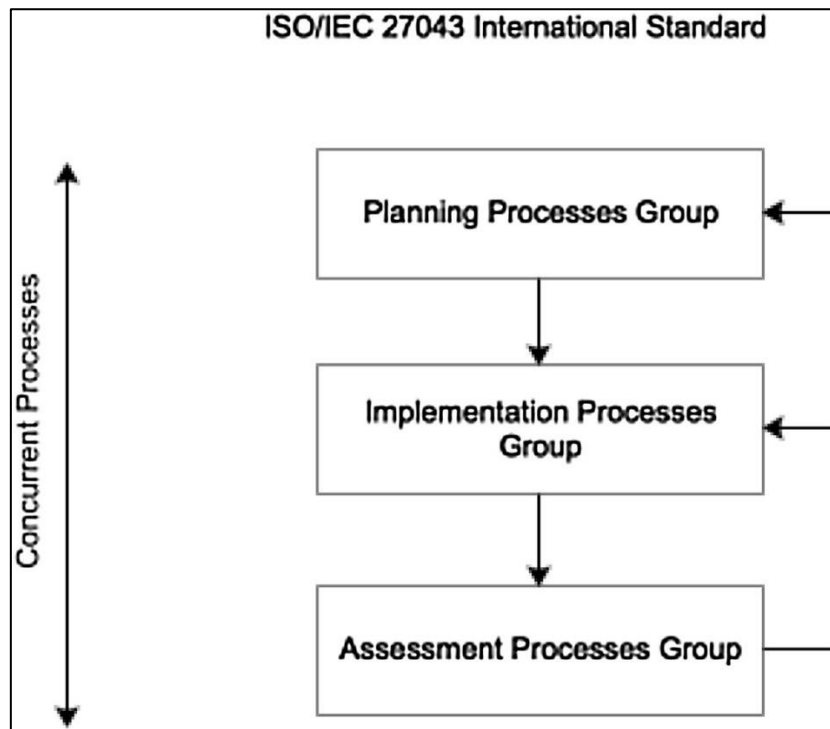 ISO/IEC 27043 International Standard
Concurrent Processes
Planning Processes Group
Implementation Processes
Group
Assessment Processes Group